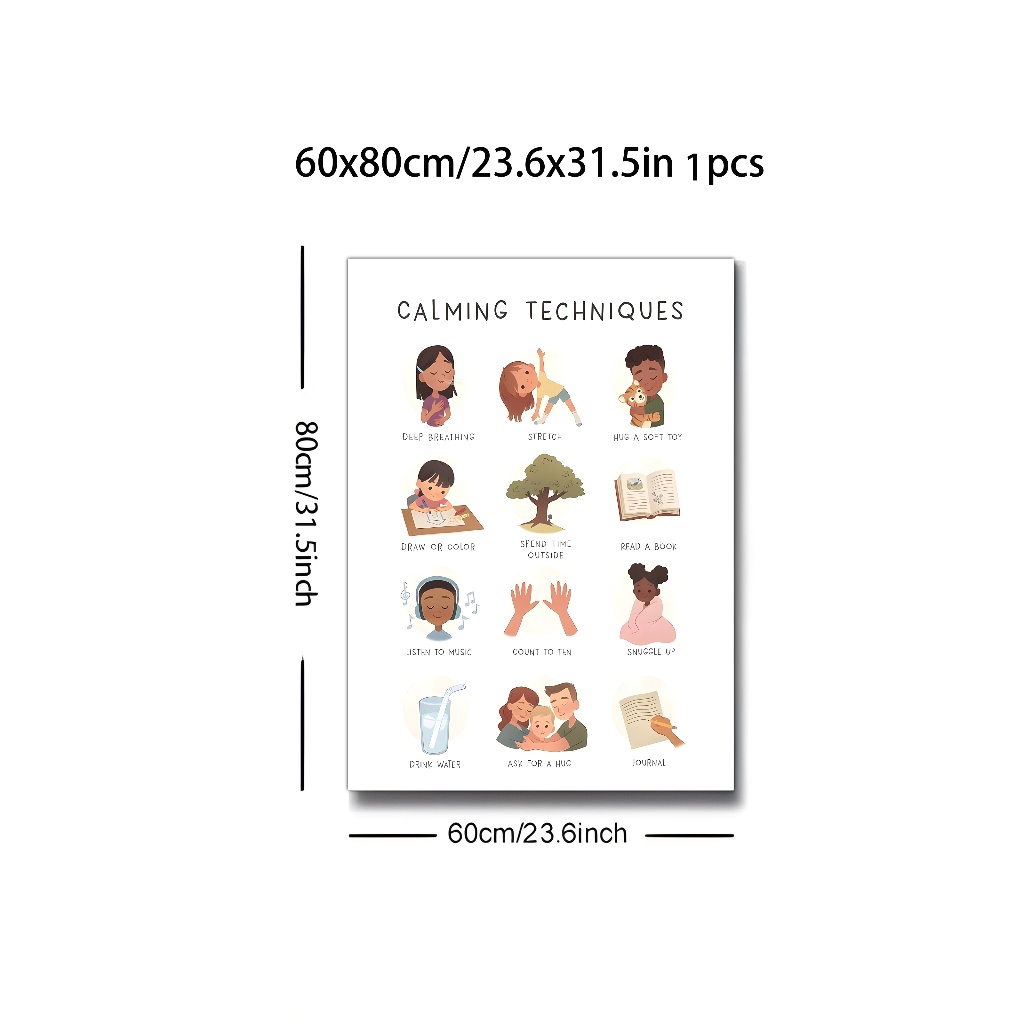 60x80cm/23.6x31.5in 1pcs
80cm/31.5inch
CALMING TECHNIQUES
DEEP BREATHING
STRETCH
HUG A SOFT TOY
DRAW OR COLOR
SPEND TIME
OUTSIDE
READ A BOOK
LISTEN TO MUSIC
COUNT TO TEN
SNUGGLE UP
DRINK WATER
ASK FOR A HUG
JOURNAL
60cm/23.6inch